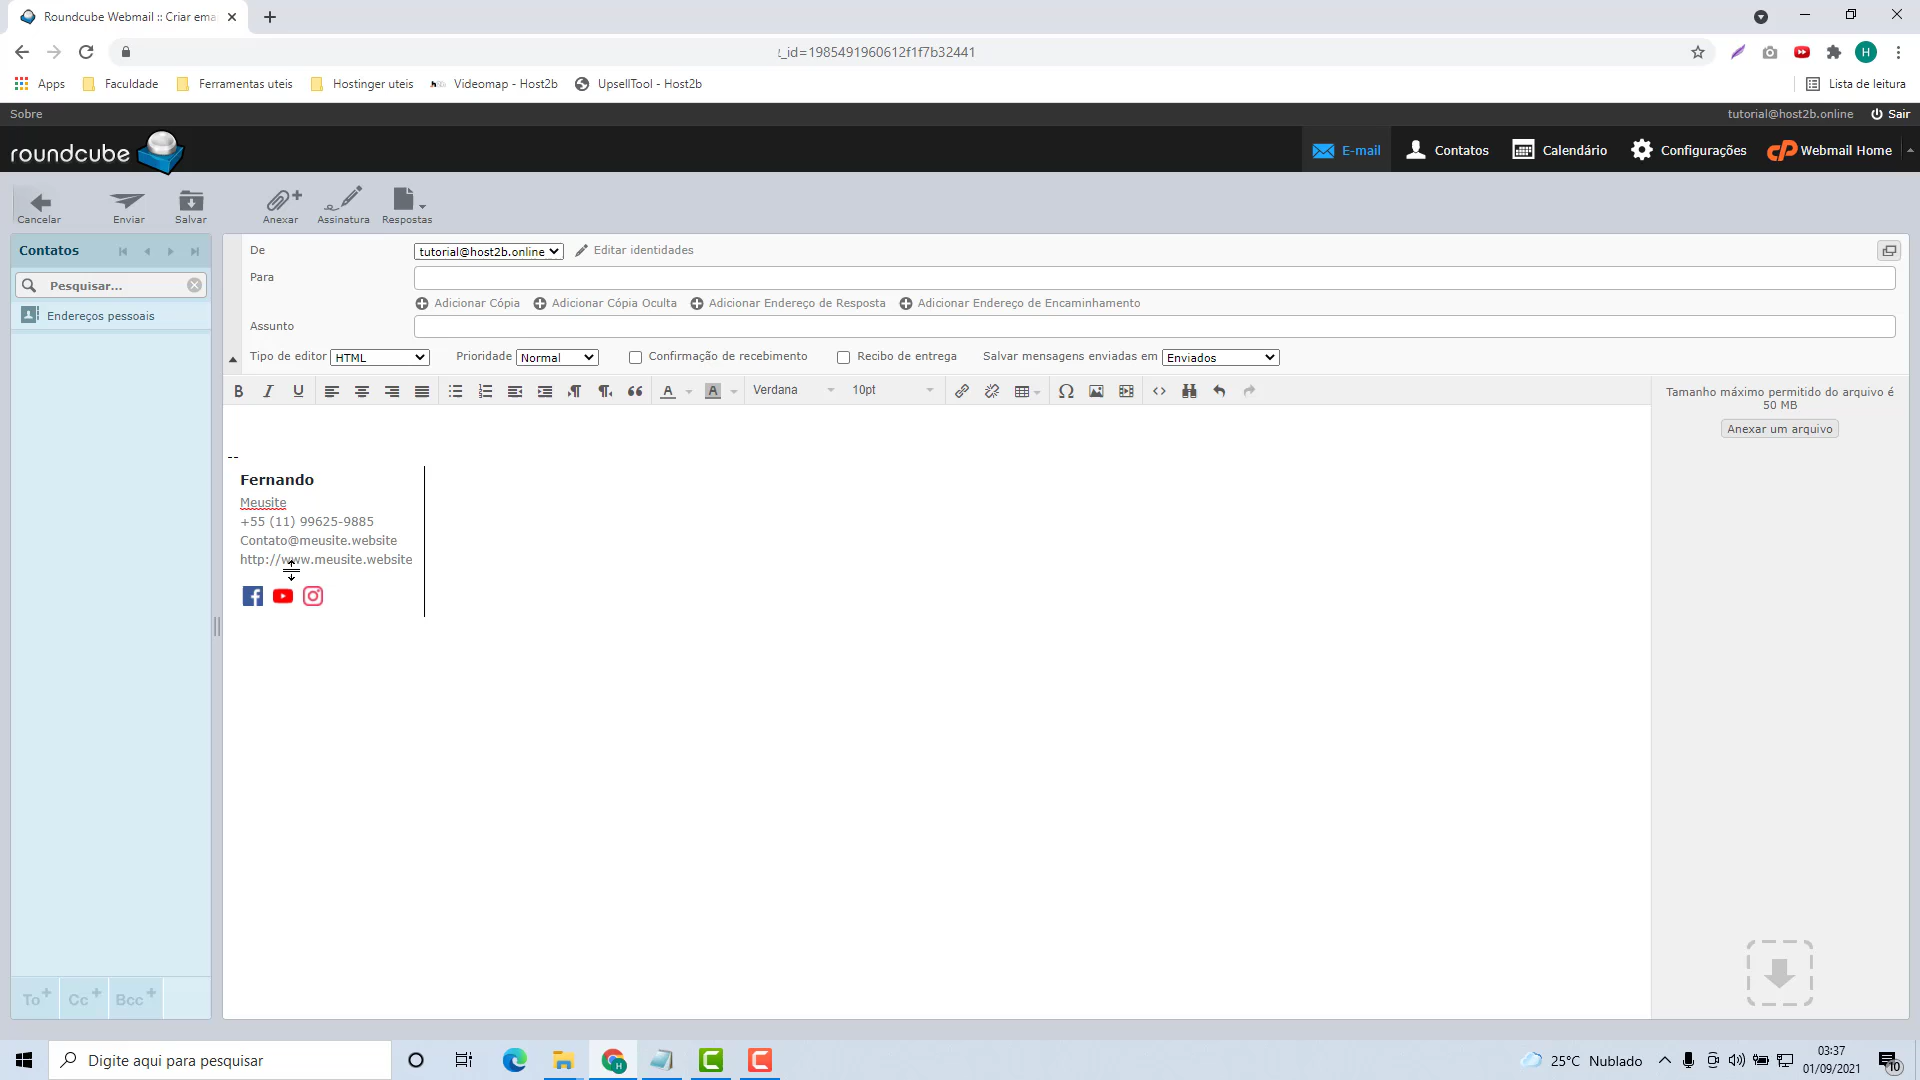 Roundcube Webmail :: Criar ema
:_id=1985491960612f1f7b32441
H
Apps Faculdade Ferramentas uteis Hostinger uteis Videomap - Host2b UpsellTool - Host2b Lista de leitura
Sobre tutorial@host2b.online Sair
roundcube E-mail Contatos Calendário Configurações cP Webmail Home
Cancelar Enviar Salvar Anexar Assinatura Respostas
Contatos
Pesquisar...
Endereços pessoais
De tutorial@host2b.online Editar identidades
Para
Adicionar Cópia Adicionar Cópia Oculta Adicionar Endereço de Resposta Adicionar Endereço de Encaminhamento
Assunto
Tipo de editor HTML Prioridade Normal Confirmação de recebimento Recibo de entrega Salvar mensagens enviadas em Enviados
B I U A A Verdana 10pt Ω
Tamanho máximo permitido do arquivo é
50 MB
Anexar um arquivo
--
Fernando
Meusite
+55 (11) 99625-9885
Contato@meusite.website
http://www.meusite.website
To+ Cc+ Bcc+
Digite aqui para pesquisar
25°C Nublado
03:37
01/09/2021
10